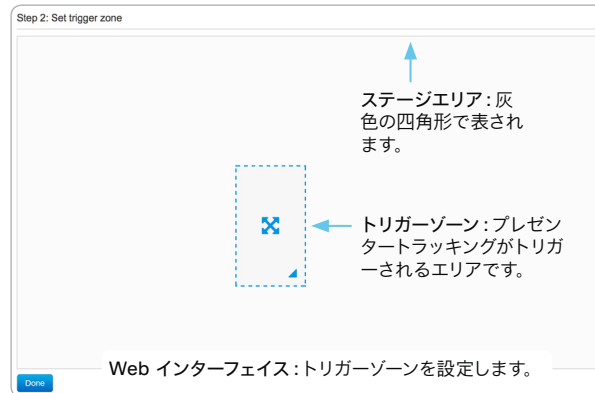 Step 2: Set trigger zone
ステージエリア：灰
色の四角形で表され
ます。
トリガーゾーン：プレゼン
タートラッキングがトリガ
ーされるエリアです。
Web インターフェイス：トリガーゾーンを設定します。
Done